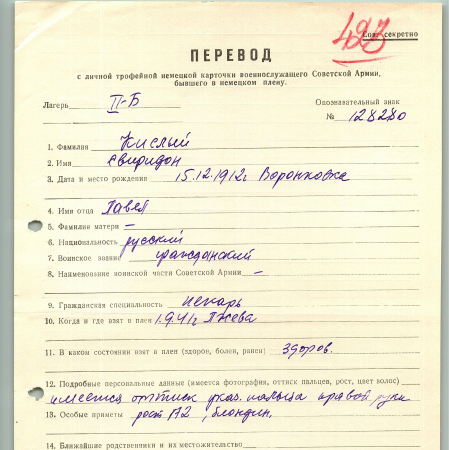 493
Сов. секретно
ПЕРЕВОД
с личной трофейной немецкой карточки военнослужащего Советской Армии,
бывшего в немецком плену.
Лагерь II-Б
Опознавательный знак
№ 128280
1. Фамилия Кислый
2. Имя Свиридон
3. Дата и место рождения 15.12.1912г Воронковка
4. Имя отца Павел
5. Фамилия матери —
6. Национальность русский
7. Воинское звание гражданский
8. Наименование воинской части Советской Армии —
9. Гражданская специальность пекарь
10. Когда и где взят в плен 1941г Ржева
11. В каком состоянии взят в плен (здоров, болен, ранен) здоров.
12. Подробные персональные данные (имеется фотография, оттиск пальцев, рост, цвет волос)
имеется оттиск указ. пальца правой руки
13. Особые приметы рост 172, блондин.
14. Ближайшие родственники и их местожительство